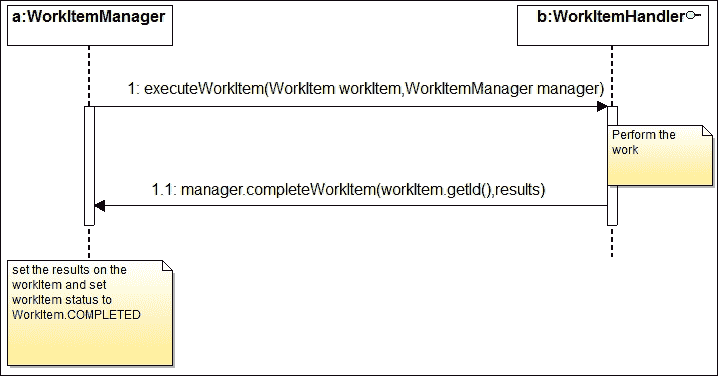 a:WorkItemManager
b:WorkItemHandler
1: executeWorkItem(WorkItem workItem,WorkItemManager manager)
Perform the
work
1.1: manager.completeWorkItem(workItem.getId(),results)
set the results on the
workItem and set
workItem status to
WorkItem.COMPLETED